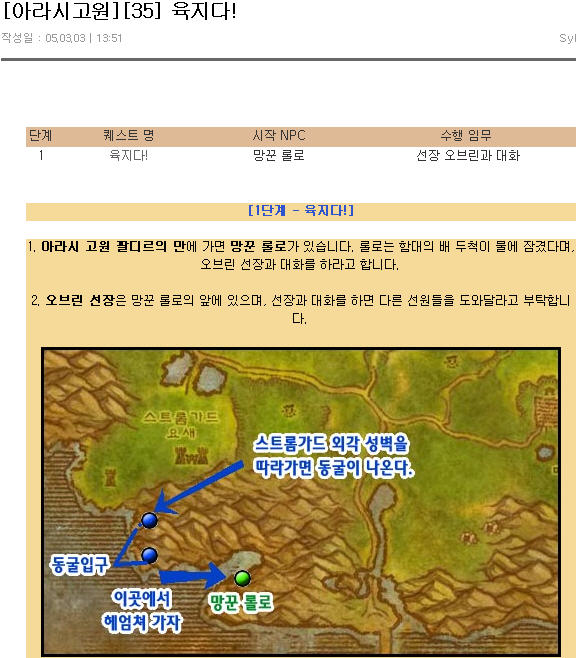 [아라시고원][35] 육지다!
작성일 : 05.03.03 | 13:51
Syl
단계 퀘스트 명 시작 NPC 수행 임무
1 육지다! 망꾼 롤로 선장 오브린과 대화
[1단계 - 육지다!]
1. 아라시 고원 팔디르의 만에 가면 망꾼 롤로가 있습니다. 롤로는 함대의 배 두척이 물에 잠겼다며,
오브린 선장과 대화를 하라고 합니다.
2. 오브린 선장은 망꾼 롤로의 앞에 있으며, 선장과 대화를 하면 다른 선원들을 도와달라고 부탁합니
다.
스트롬가드
요새
스트롬가드 외각 성벽을
따라가면 동굴이 나온다.
동굴입구
이곳에서
헤엄쳐 가자
망꾼 롤로